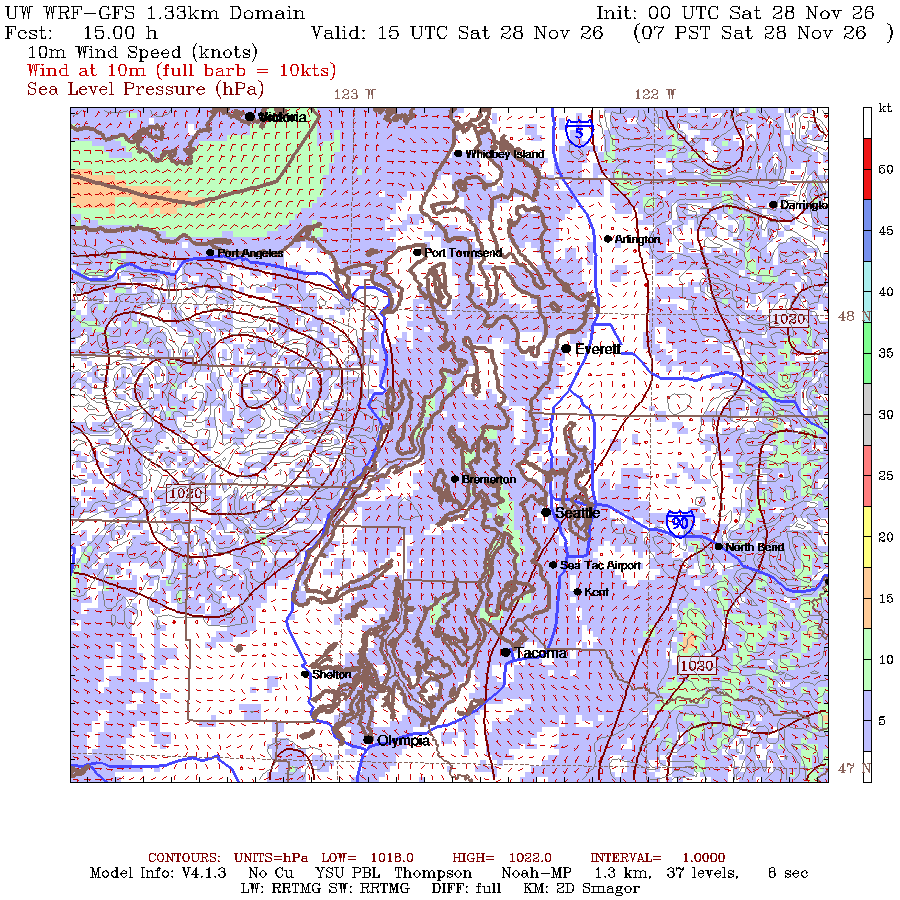 UW WRF-GFS 1.33km Domain Init: 00 UTC Sat 28 Nov 26
Fcst: 15.00 h Valid: 15 UTC Sat 28 Nov 26 (07 PST Sat 28 Nov 26 )
10m Wind Speed (knots)
Wind at 10m (full barb = 10kts)
Sea Level Pressure (hPa)
123 W 122 W
kt
Victoria
5
Whidbey Island
60
Darringto
45
Arlington
Port Angeles
Port Townsend
40
48 N
1020
Everett
35
30
25
Bremerton
1020
Seattle
90
20
North Bend
Sea Tac Airport
Kent
15
Tacoma
1020
10
Shelton
5
Olympia
47 N
CONTOURS: UNITS=hPa LOW= 1018.0 HIGH= 1022.0 INTERVAL= 1.0000
Model Info: V4.1.3 No Cu YSU PBL Thompson Noah-MP 1.3 km, 37 levels, 8 sec
LW: RRTMG SW: RRTMG DIFF: full KM: 2D Smagor